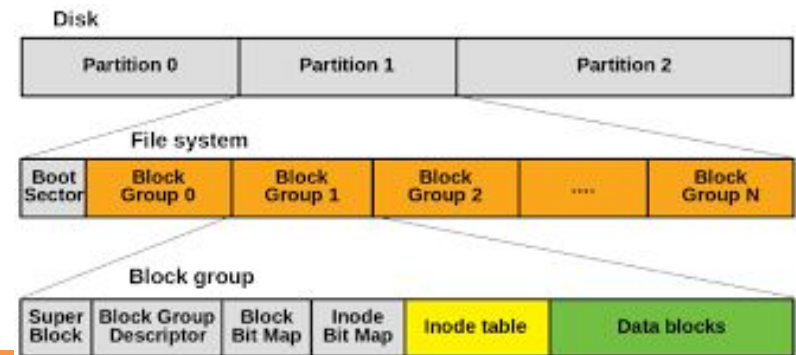 Disk
Partition 0 Partition 1 Partition 2
File system
Boot Block Block Block .... Block
Sector Group 0 Group 1 Group 2 Group N
Block group
Super Block Group Block Inode Inode table Data blocks
Block Descriptor Bit Map Bit Map